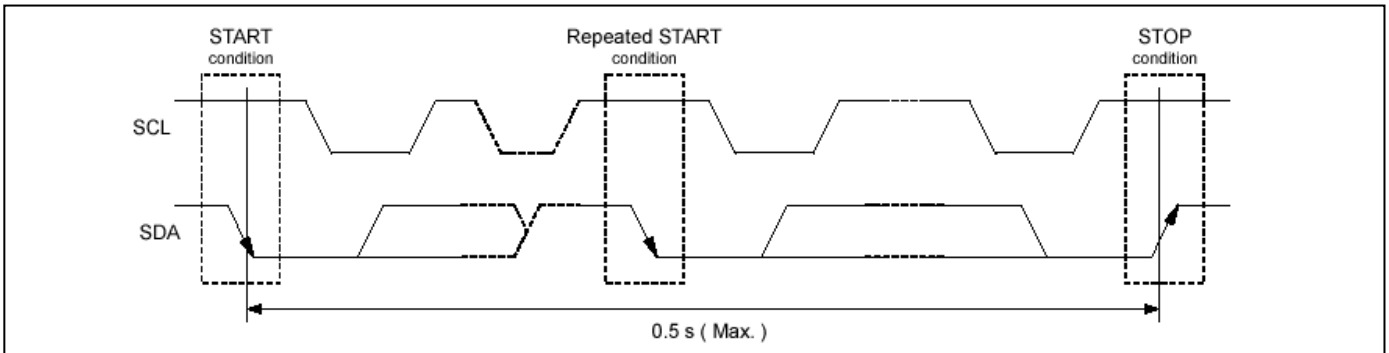 START
condition
Repeated START
condition
STOP
condition
SCL
SDA
0.5 s ( Max. )